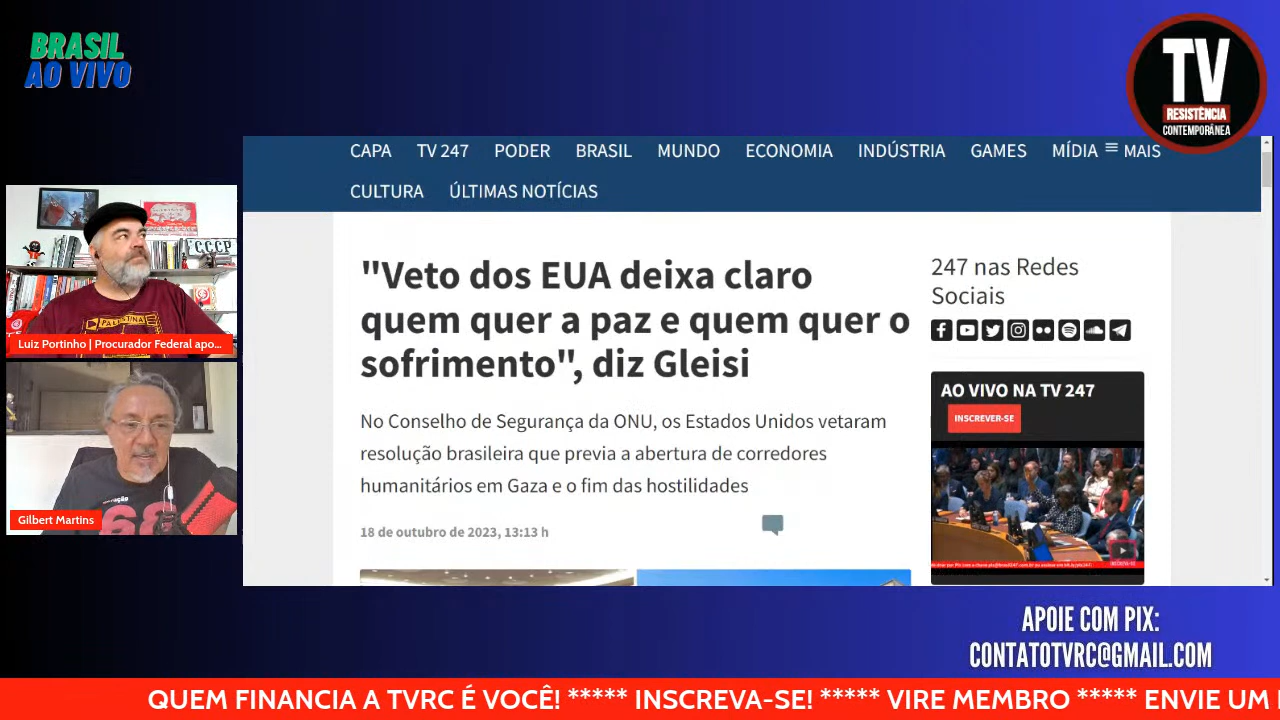 BRASIL
AO VIVO
TV
RESISTÊNCIA
CONTEMPORÂNEA
CAPA TV 247 PODER BRASIL MUNDO ECONOMIA INDÚSTRIA GAMES MÍDIA MAIS
CULTURA ÚLTIMAS NOTÍCIAS
"Veto dos EUA deixa claro
quem quer a paz e quem quer o
sofrimento", diz Gleisi
No Conselho de Segurança da ONU, os Estados Unidos vetaram
resolução brasileira que previa a abertura de corredores
humanitários em Gaza e o fim das hostilidades
18 de outubro de 2023, 13:13 h
247 nas Redes
Sociais
AO VIVO NA TV 247
INSCREVER-SE
CCCP
PALESTINE
Luiz Portinho | Procurador Federal apo...
68
Gilbert Martins
APOIE COM PIX:
CONTATOTVRC@GMAIL.COM
QUEM FINANCIA A TVRC É VOCÊ! ***** INSCREVA-SE! ***** VIRE MEMBRO ***** ENVIE UM